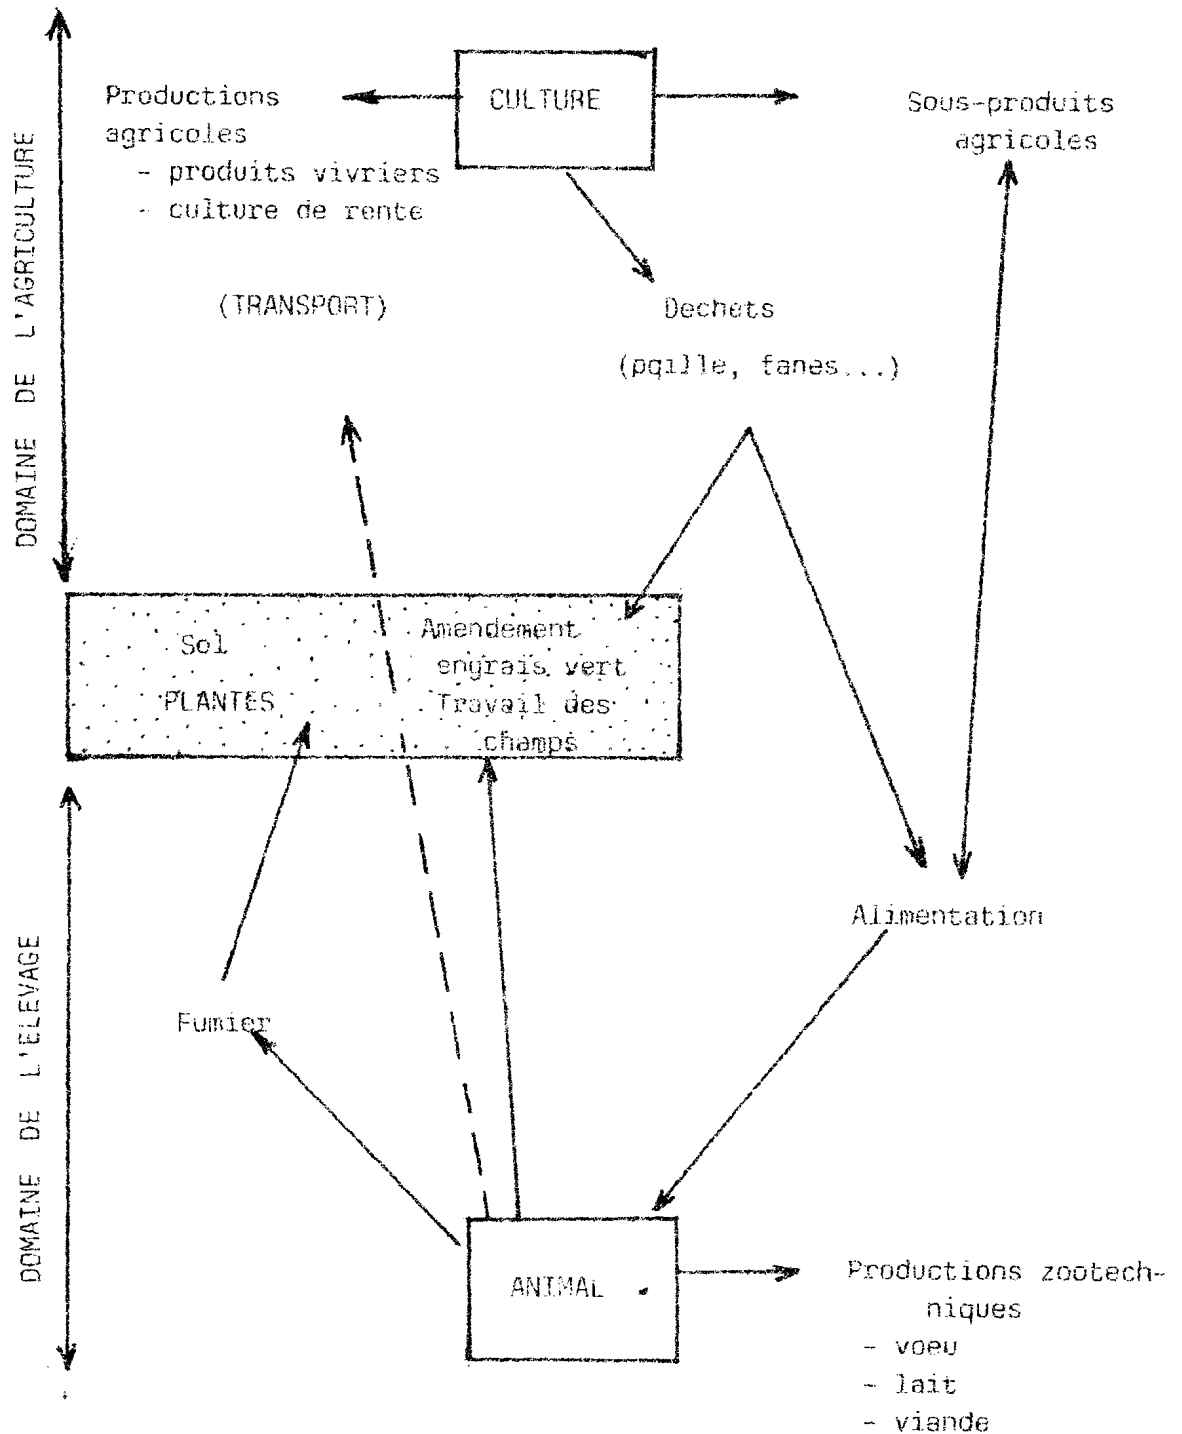 DOMAINE DE L'AGRICULTURE
Productions
agricoles
- produits vivriers
- culture de rente
CULTURE
Sous-produits
agricoles
(TRANSPORT)
Dechets
(pqille, fanes...)
Sol
PLANTES
Amendement
engrais vert
Travail des
champs
DOMAINE DE L'ELEVAGE
Alimentation
Fumier
ANIMAL
Productions zootech-
niques
- voeu
- lait
- viande